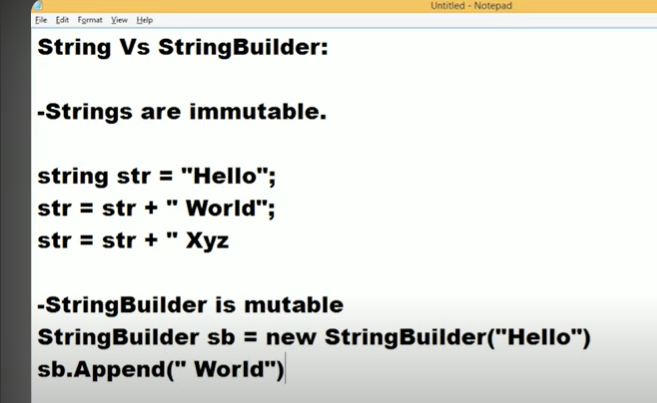 Untitled - Notepad
File Edit Format View Help
String Vs StringBuilder:
-Strings are immutable.
string str = "Hello";
str = str + " World";
str = str + " Xyz
-StringBuilder is mutable
StringBuilder sb = new StringBuilder("Hello")
sb.Append(" World")